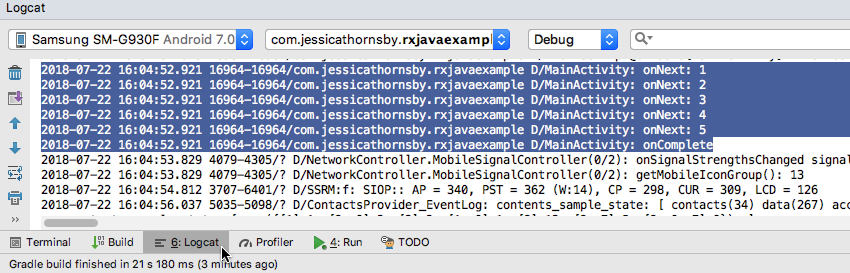 Logcat
Samsung SM-G930F Android 7.0 com.jessicathornsby.rxjavaexampl Debug
2018-07-22 16:04:52.921 16964-16964/com.jessicathornsby.rxjavaexample D/MainActivity: onNext: 1
2018-07-22 16:04:52.921 16964-16964/com.jessicathornsby.rxjavaexample D/MainActivity: onNext: 2
2018-07-22 16:04:52.921 16964-16964/com.jessicathornsby.rxjavaexample D/MainActivity: onNext: 3
2018-07-22 16:04:52.921 16964-16964/com.jessicathornsby.rxjavaexample D/MainActivity: onNext: 4
2018-07-22 16:04:52.921 16964-16964/com.jessicathornsby.rxjavaexample D/MainActivity: onNext: 5
2018-07-22 16:04:52.921 16964-16964/com.jessicathornsby.rxjavaexample D/MainActivity: onComplete
2018-07-22 16:04:53.829 4079-4305/? D/NetworkController.MobileSignalController(0/2): onSignalStrengthsChanged signal
2018-07-22 16:04:53.829 4079-4079/? D/NetworkController.MobileSignalController(0/2): getMobileIconGroup(): 13
2018-07-22 16:04:54.812 3707-6401/? D/SSRM:f: SIOP:: AP = 340, PST = 362 (W:14), CP = 298, CUR = 309, LCD = 126
2018-07-22 16:04:56.037 5035-5098/? D/ContactsProvider_EventLog: contents_sample_state: [ contacts(34) data(267) acc
Terminal Build 6: Logcat Profiler 4: Run TODO
Gradle build finished in 21 s 180 ms (3 minutes ago)